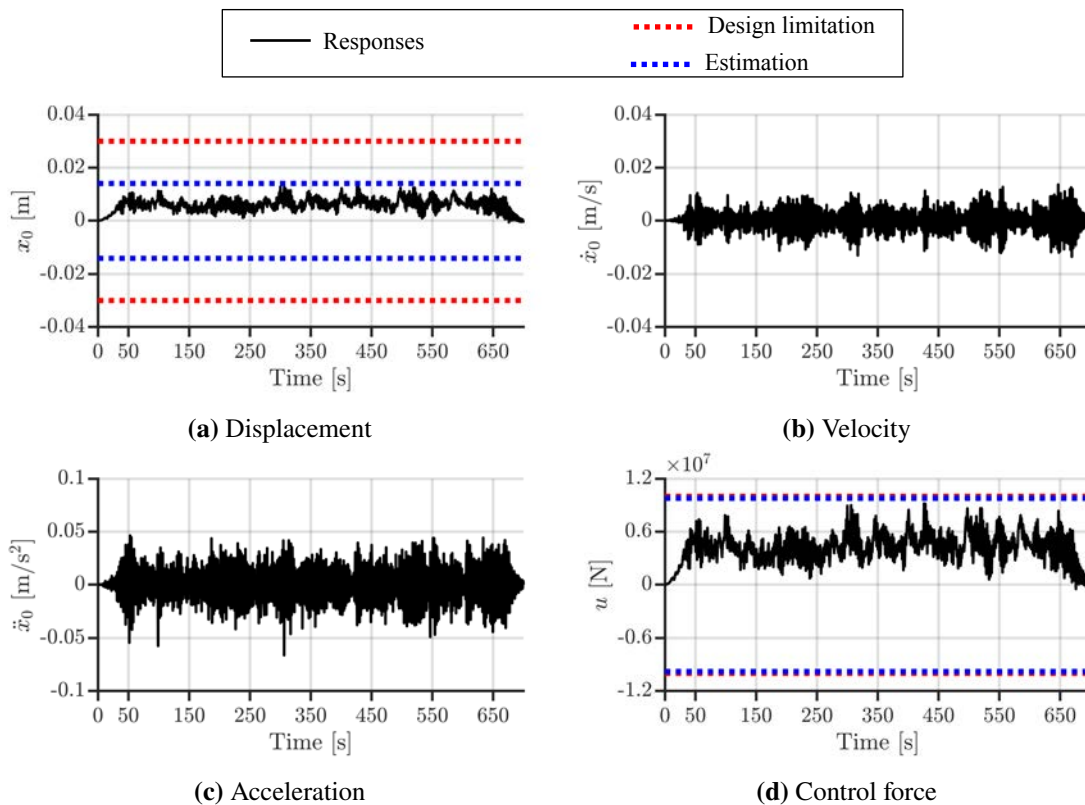 Responses
Design limitation
Estimation
0.04
0.02
0
-0.02
-0.04
x₀ [m]
0 50 150 250 350 450 550 650
Time [s]
(a) Displacement
0.04
0.02
0
-0.02
-0.04
ẋ₀ [m/s]
0 50 150 250 350 450 550 650
Time [s]
(b) Velocity
0.1
0.05
0
-0.05
-0.1
ẍ₀ [m/s²]
0 50 150 250 350 450 550 650
Time [s]
(c) Acceleration
×10⁷
1.2
0.6
0
-0.6
-1.2
u [N]
0 50 150 250 350 450 550 650
Time [s]
(d) Control force